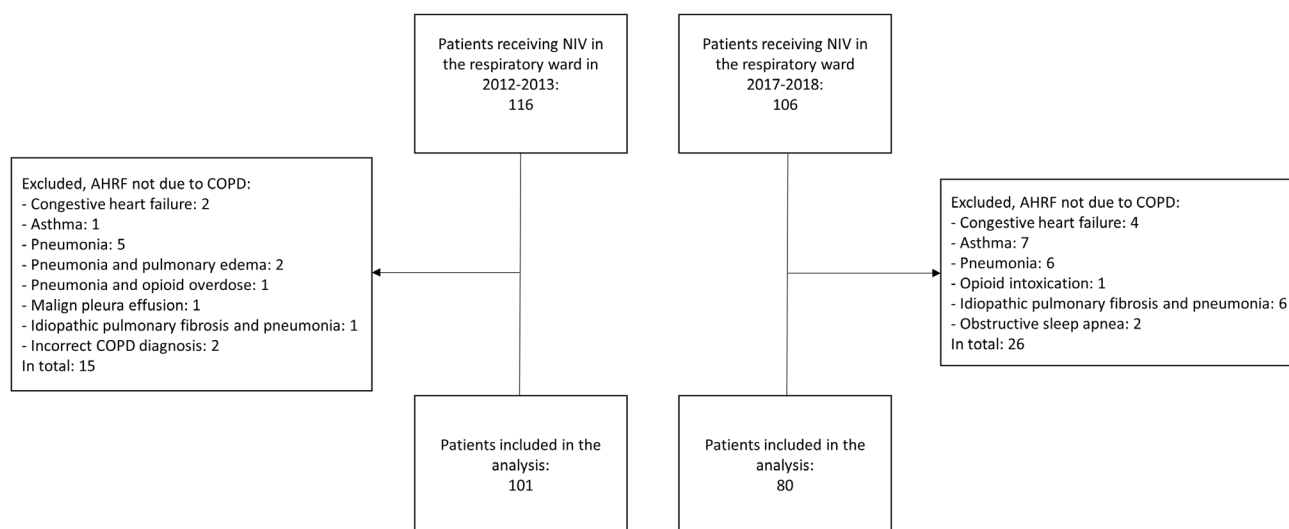 Patients receiving NIV in
the respiratory ward in
2012-2013:
116
Patients receiving NIV in
the respiratory ward
2017-2018:
106
Excluded, AHRF not due to COPD:
- Congestive heart failure: 2
- Asthma: 1
- Pneumonia: 5
- Pneumonia and pulmonary edema: 2
- Pneumonia and opioid overdose: 1
- Malign pleura effusion: 1
- Idiopathic pulmonary fibrosis and pneumonia: 1
- Incorrect COPD diagnosis: 2
In total: 15
Excluded, AHRF not due to COPD:
- Congestive heart failure: 4
- Asthma: 7
- Pneumonia: 6
- Opioid intoxication: 1
- Idiopathic pulmonary fibrosis and pneumonia: 6
- Obstructive sleep apnea: 2
In total: 26
Patients included in the
analysis:
101
Patients included in the
analysis:
80